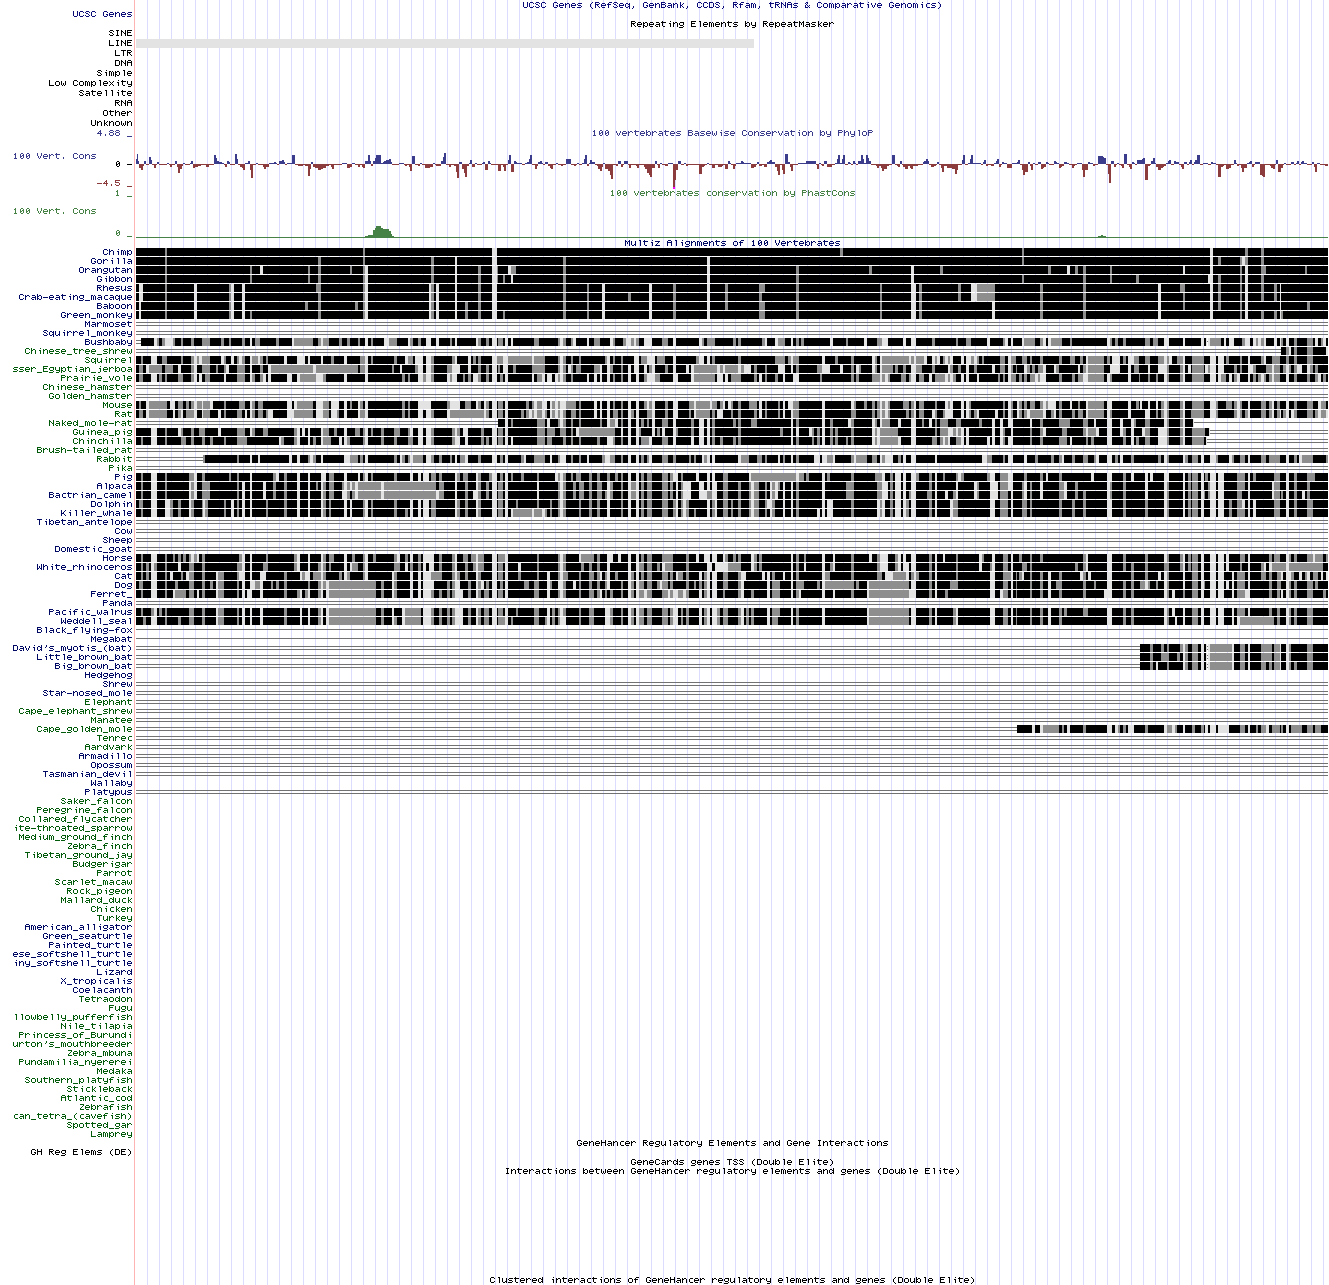 UCSC Genes (RefSeq, GenBank, CCDS, Rfam, tRNAs & Comparative Genomics)
UCSC Genes
Repeating Elements by RepeatMasker
SINE
LINE
LTR
DNA
Simple
Low Complexity
Satellite
RNA
Other
Unknown
4.88 _
100 vertebrates Basewise Conservation by PhyloP
100 Vert. Cons
0 _
-4.5 _
1 _
100 vertebrates conservation by PhastCons
100 Vert. Cons
0 _
Multiz Alignments of 100 Vertebrates
Chimp
Gorilla
Orangutan
Gibbon
Rhesus
Crab-eating_macaque
Baboon
Green_monkey
Marmoset
Squirrel_monkey
Bushbaby
Chinese_tree_shrew
Squirrel
sser_Egyptian_jerboa
Prairie_vole
Chinese_hamster
Golden_hamster
Mouse
Rat
Naked_mole-rat
Guinea_pig
Chinchilla
Brush-tailed_rat
Rabbit
Pika
Pig
Alpaca
Bactrian_camel
Dolphin
Killer_whale
Tibetan_antelope
Cow
Sheep
Domestic_goat
Horse
White_rhinoceros
Cat
Dog
Ferret_
Panda
Pacific_walrus
Weddell_seal
Black_flying-fox
Megabat
David's_myotis_(bat)
Little_brown_bat
Big_brown_bat
Hedgehog
Shrew
Star-nosed_mole
Elephant
Cape_elephant_shrew
Manatee
Cape_golden_mole
Tenrec
Aardvark
Armadillo
Opossum
Tasmanian_devil
Wallaby
Platypus
Saker_falcon
Peregrine_falcon
Collared_flycatcher
ite-throated_sparrow
Medium_ground_finch
Zebra_finch
Tibetan_ground_jay
Budgerigar
Parrot
Scarlet_macaw
Rock_pigeon
Mallard_duck
Chicken
Turkey
American_alligator
Green_seaturtle
Painted_turtle
ese_softshell_turtle
iny_softshell_turtle
Lizard
X_tropicalis
Coelacanth
Tetraodon
Fugu
llowbelly_pufferfish
Nile_tilapia
Princess_of_Burundi
urton's_mouthbreeder
Zebra_mbuna
Pundamilia_nyererei
Medaka
Southern_platyfish
Stickleback
Atlantic_cod
Zebrafish
can_tetra_(cavefish)
Spotted_gar
Lamprey
GeneHancer Regulatory Elements and Gene Interactions
GH Reg Elems (DE)
GeneCards genes TSS (Double Elite)
Interactions between GeneHancer regulatory elements and genes (Double Elite)
Clustered interactions of GeneHancer regulatory elements and genes (Double Elite)